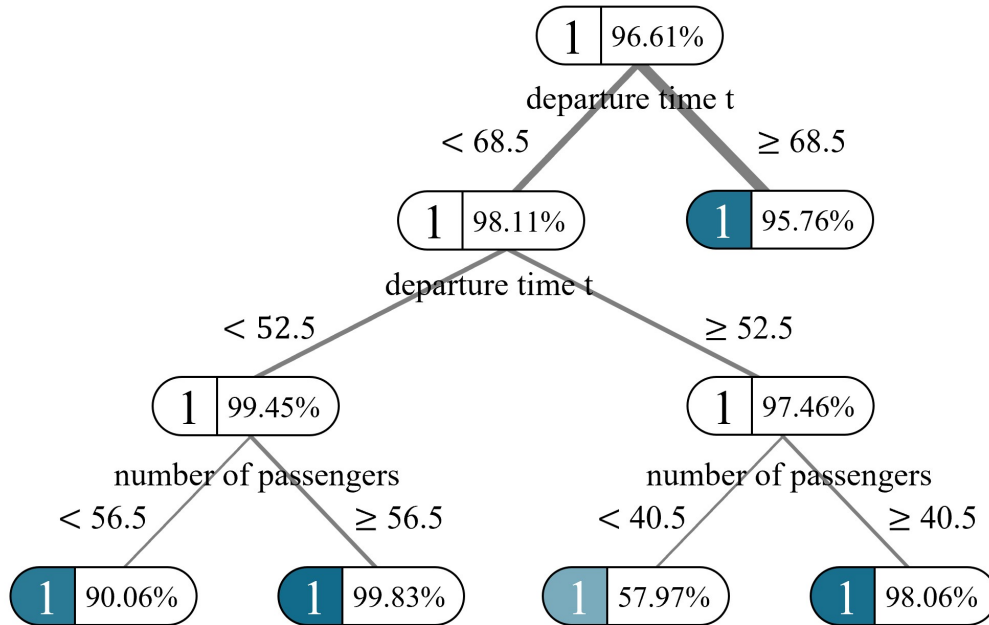 1 96.61%
departure time t
< 68.5 ≥ 68.5
1 98.11% 1 95.76%
departure time t
< 52.5 ≥ 52.5
1 99.45% 1 97.46%
number of passengers number of passengers
< 56.5 ≥ 56.5 < 40.5 ≥ 40.5
1 90.06% 1 99.83% 1 57.97% 1 98.06%